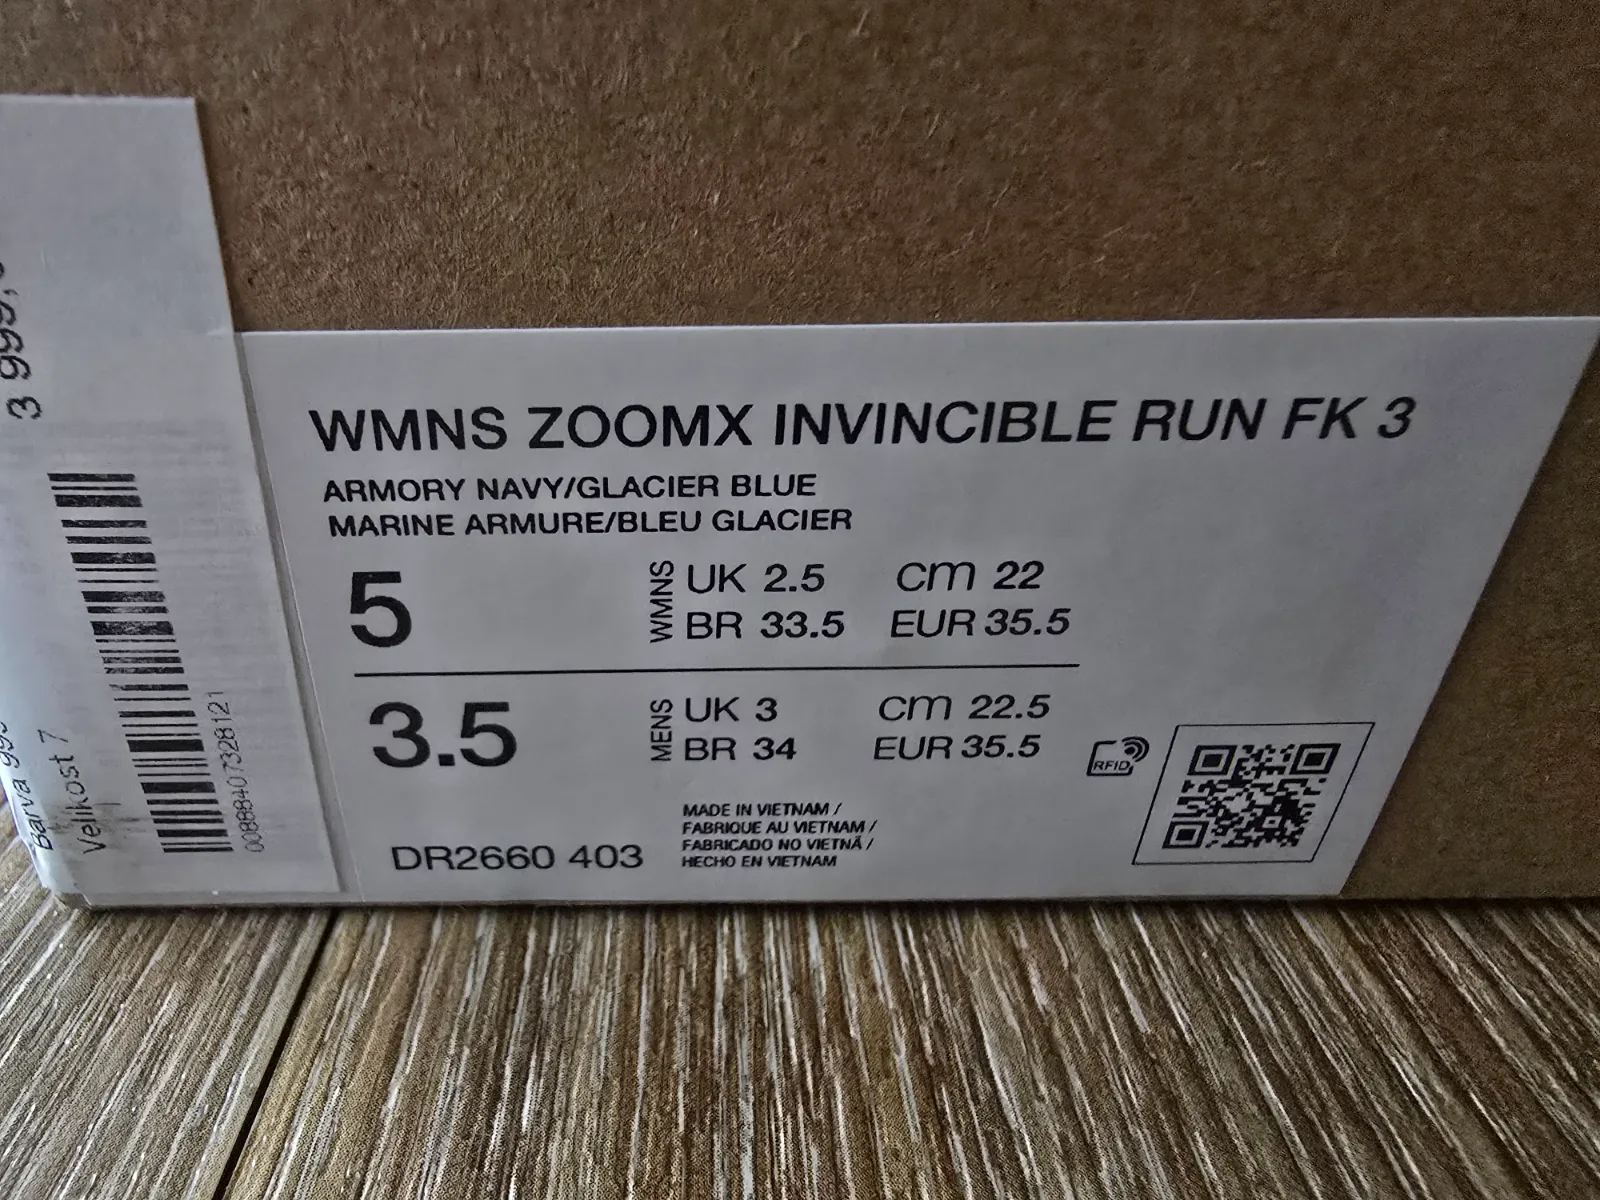 3 999,
Barva 999
Velikost 7
00888407328121
WMNS ZOOMX INVINCIBLE RUN FK 3
ARMORY NAVY/GLACIER BLUE
MARINE ARMURE/BLEU GLACIER
5 WMNS UK 2.5 CM 22
BR 33.5 EUR 35.5
3.5 MENS UK 3 CM 22.5
BR 34 EUR 35.5
RFID
DR2660 403
MADE IN VIETNAM /
FABRIQUE AU VIETNAM /
FABRICADO NO VIETNÃ /
HECHO EN VIETNAM